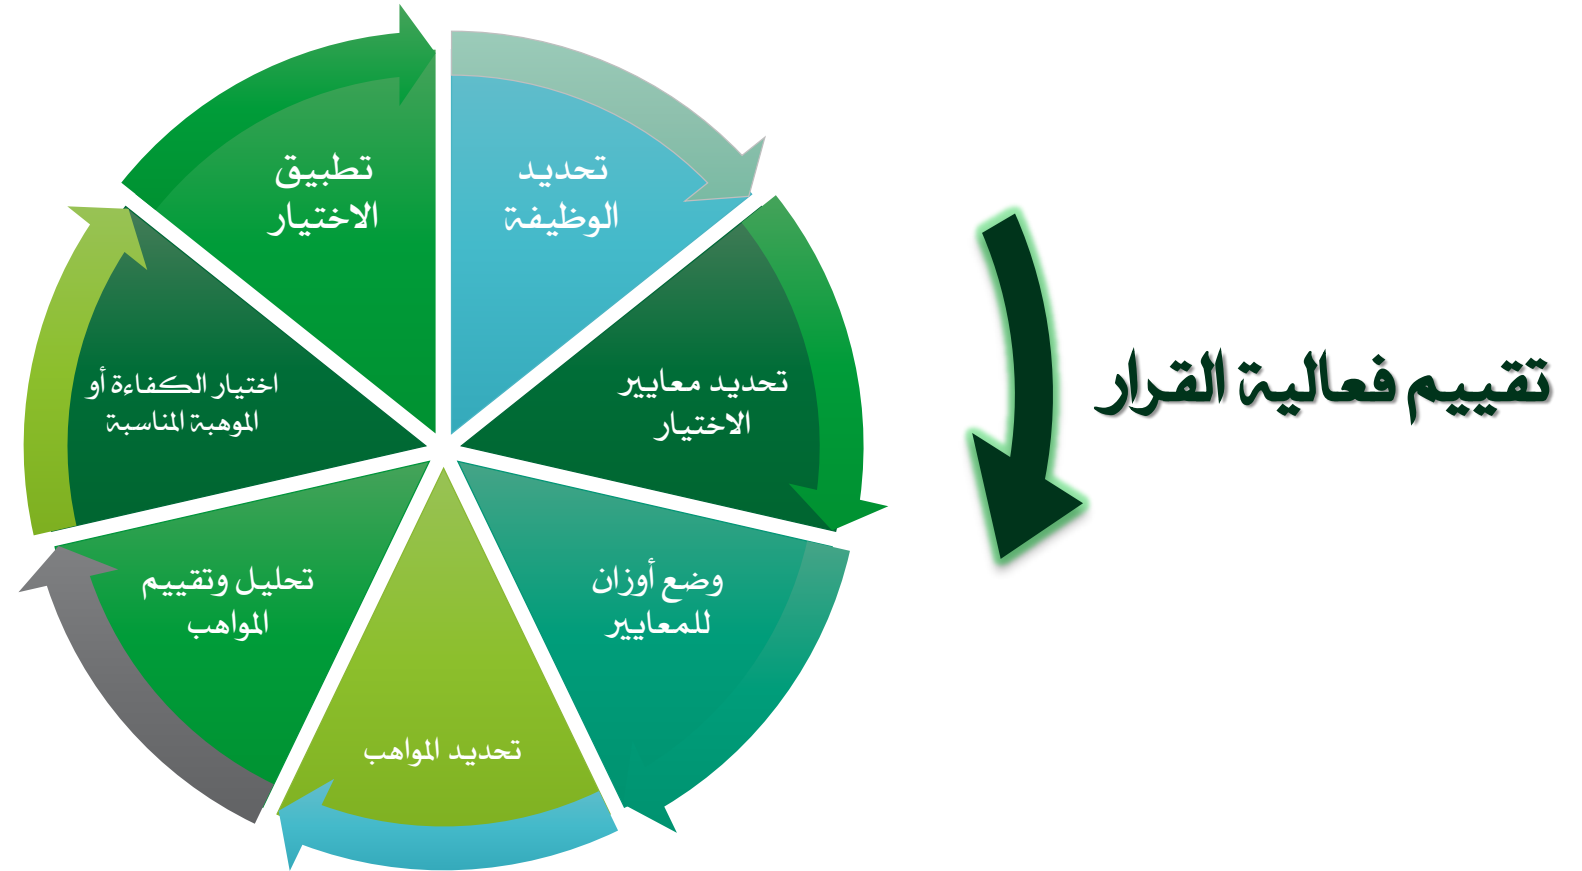 تحديد
الوظيفة
تحديد معايير
الاختيار
وضع أوزان
للمعايير
تحديد المواهب
تحليل وتقييم
المواهب
اختيار الكفاءة أو
الموهبة المناسبة
تطبيق
الاختيار
تقييم فعالية القرار